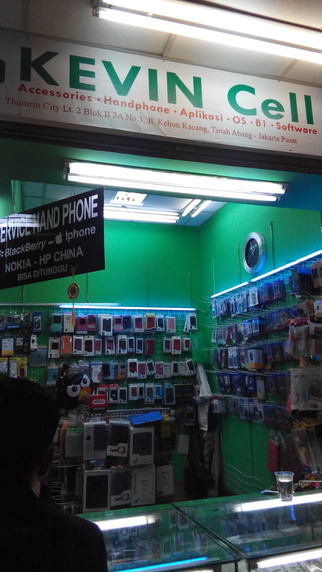 KEVIN Cell
Accessories • Handphone • Aplikasi • OS • B1 • Software
Thamrin City Lt. 2 Blok.B 2A No 3, Jl. Kebon Kacang, Tanah Abang - Jakarta Pusat
SERVICE HAND PHONE
BlackBerry - Iphone
NOKIA - HP CHINA
BISA DITUNGGU